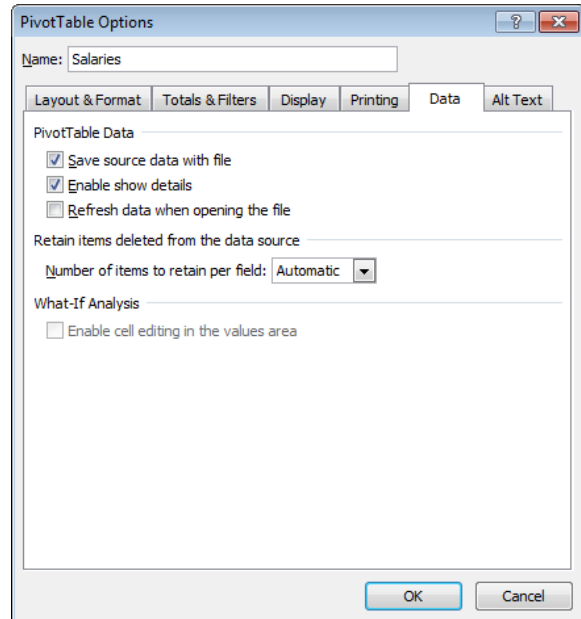 PivotTable Options
Name: Salaries
Layout & Format Totals & Filters Display Printing Data Alt Text
PivotTable Data
Save source data with file
Enable show details
Refresh data when opening the file
Retain items deleted from the data source
Number of items to retain per field: Automatic
What-If Analysis
Enable cell editing in the values area
OK Cancel